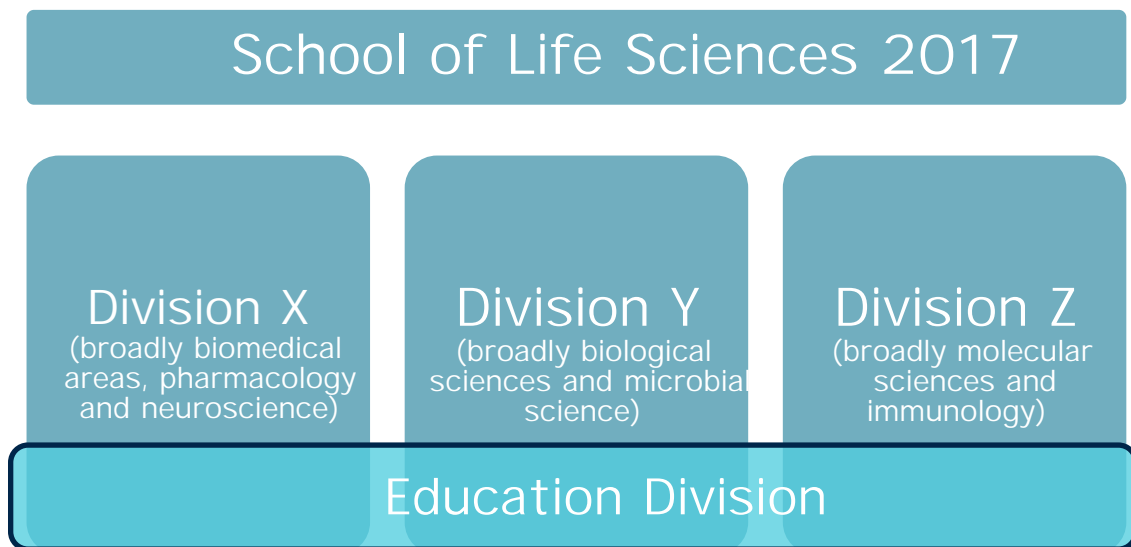 School of Life Sciences 2017
Division X
(broadly biomedical
areas, pharmacology
and neuroscience)
Division Y
(broadly biological
sciences and microbial
science)
Division Z
(broadly molecular
sciences and
immunology)
Education Division